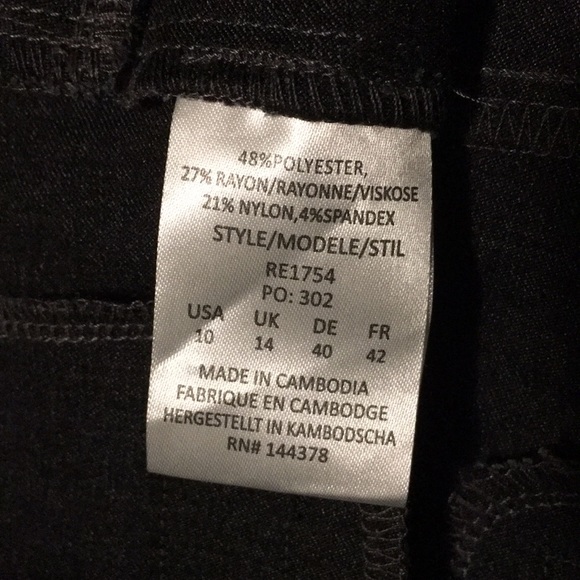 48%POLYESTER,
27% RAYON/RAYONNE/VISKOSE
21% NYLON,4%SPANDEX
STYLE/MODELE/STIL
RE1754
PO: 302
USA UK DE FR
10 14 40 42
MADE IN CAMBODIA
FABRIQUE EN CAMBODGE
HERGESTELLT IN KAMBODSCHA
RN# 144378